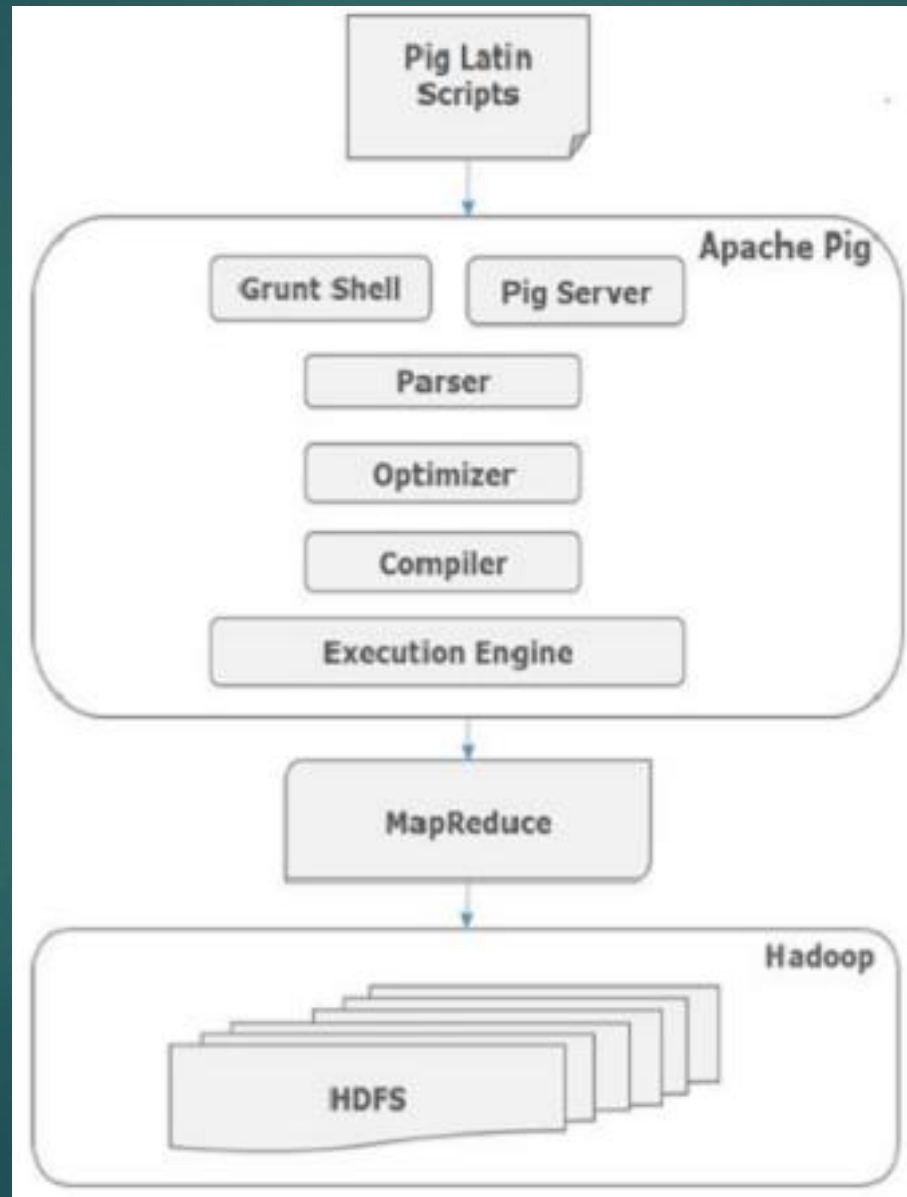 Pig Latin
Scripts
Apache Pig
Grunt Shell
Pig Server
Parser
Optimizer
Compiler
Execution Engine
MapReduce
Hadoop
HDFS